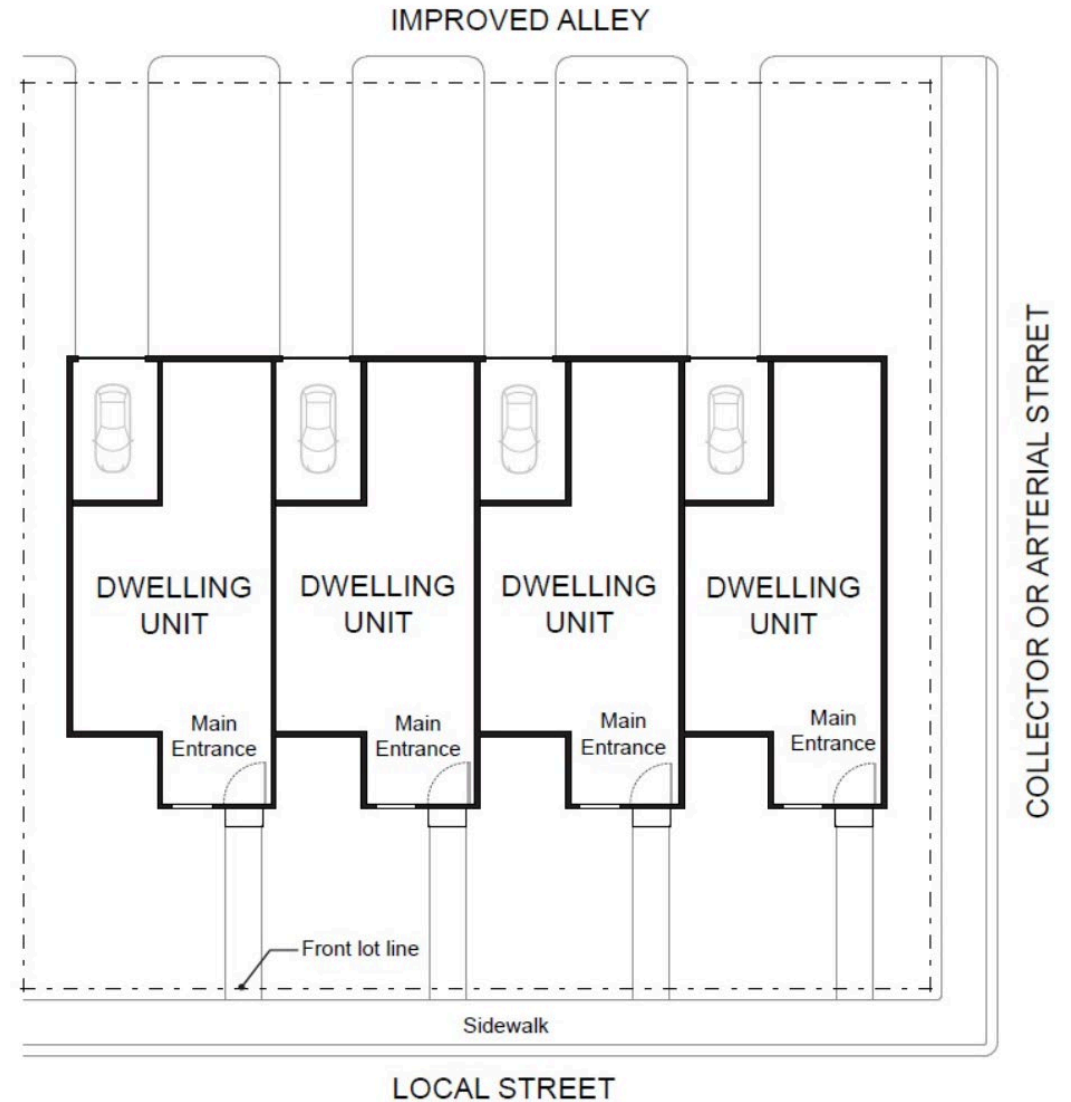 IMPROVED ALLEY
DWELLING
UNIT
DWELLING
UNIT
DWELLING
UNIT
DWELLING
UNIT
Main
Entrance
Main
Entrance
Main
Entrance
Main
Entrance
Front lot line
Sidewalk
LOCAL STREET
COLLECTOR OR ARTERIAL STRRET